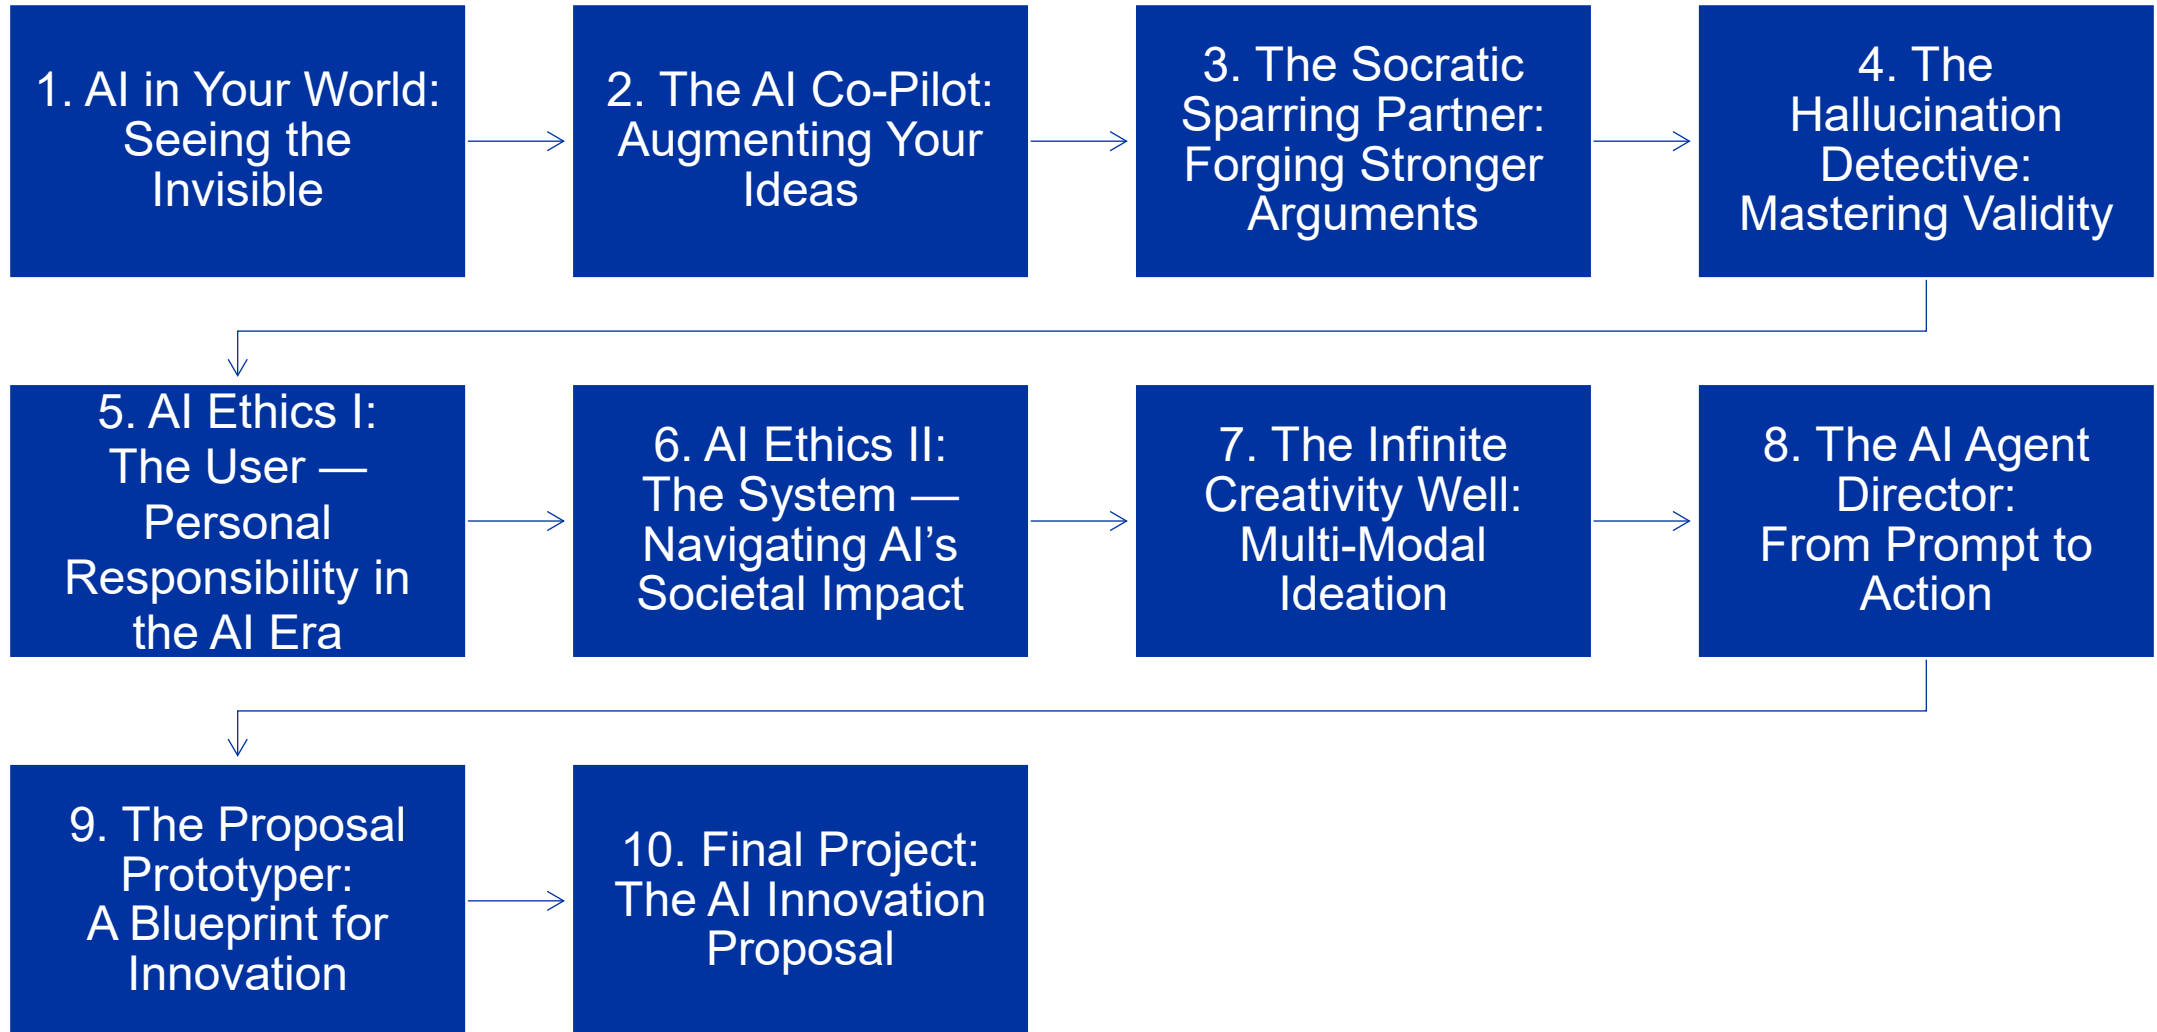 1. AI in Your World:
Seeing the
Invisible
2. The AI Co-Pilot:
Augmenting Your
Ideas
3. The Socratic
Sparring Partner:
Forging Stronger
Arguments
4. The
Hallucination
Detective:
Mastering Validity
5. AI Ethics I:
The User —
Personal
Responsibility in
the AI Era
6. AI Ethics II:
The System —
Navigating AI’s
Societal Impact
7. The Infinite
Creativity Well:
Multi-Modal
Ideation
8. The AI Agent
Director:
From Prompt to
Action
9. The Proposal
Prototyper:
A Blueprint for
Innovation
10. Final Project:
The AI Innovation
Proposal